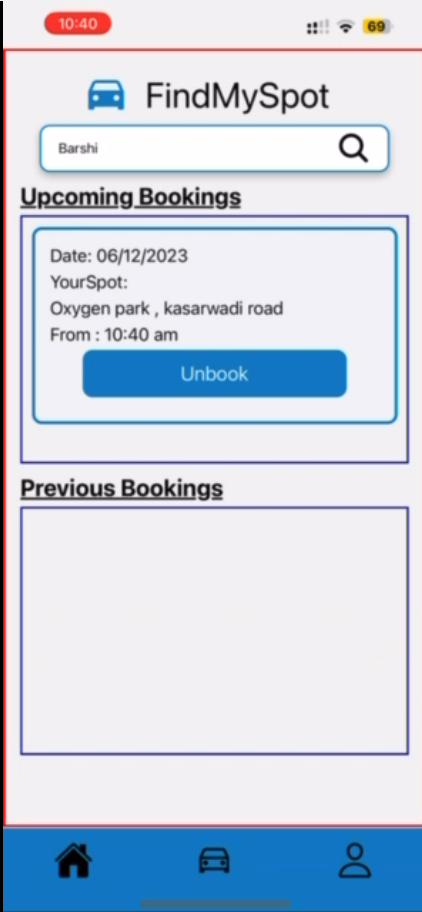 10:40
69
FindMySpot
Barshi
Upcoming Bookings
Date: 06/12/2023
YourSpot:
Oxygen park , kasarwadi road
From : 10:40 am
Unbook
Previous Bookings